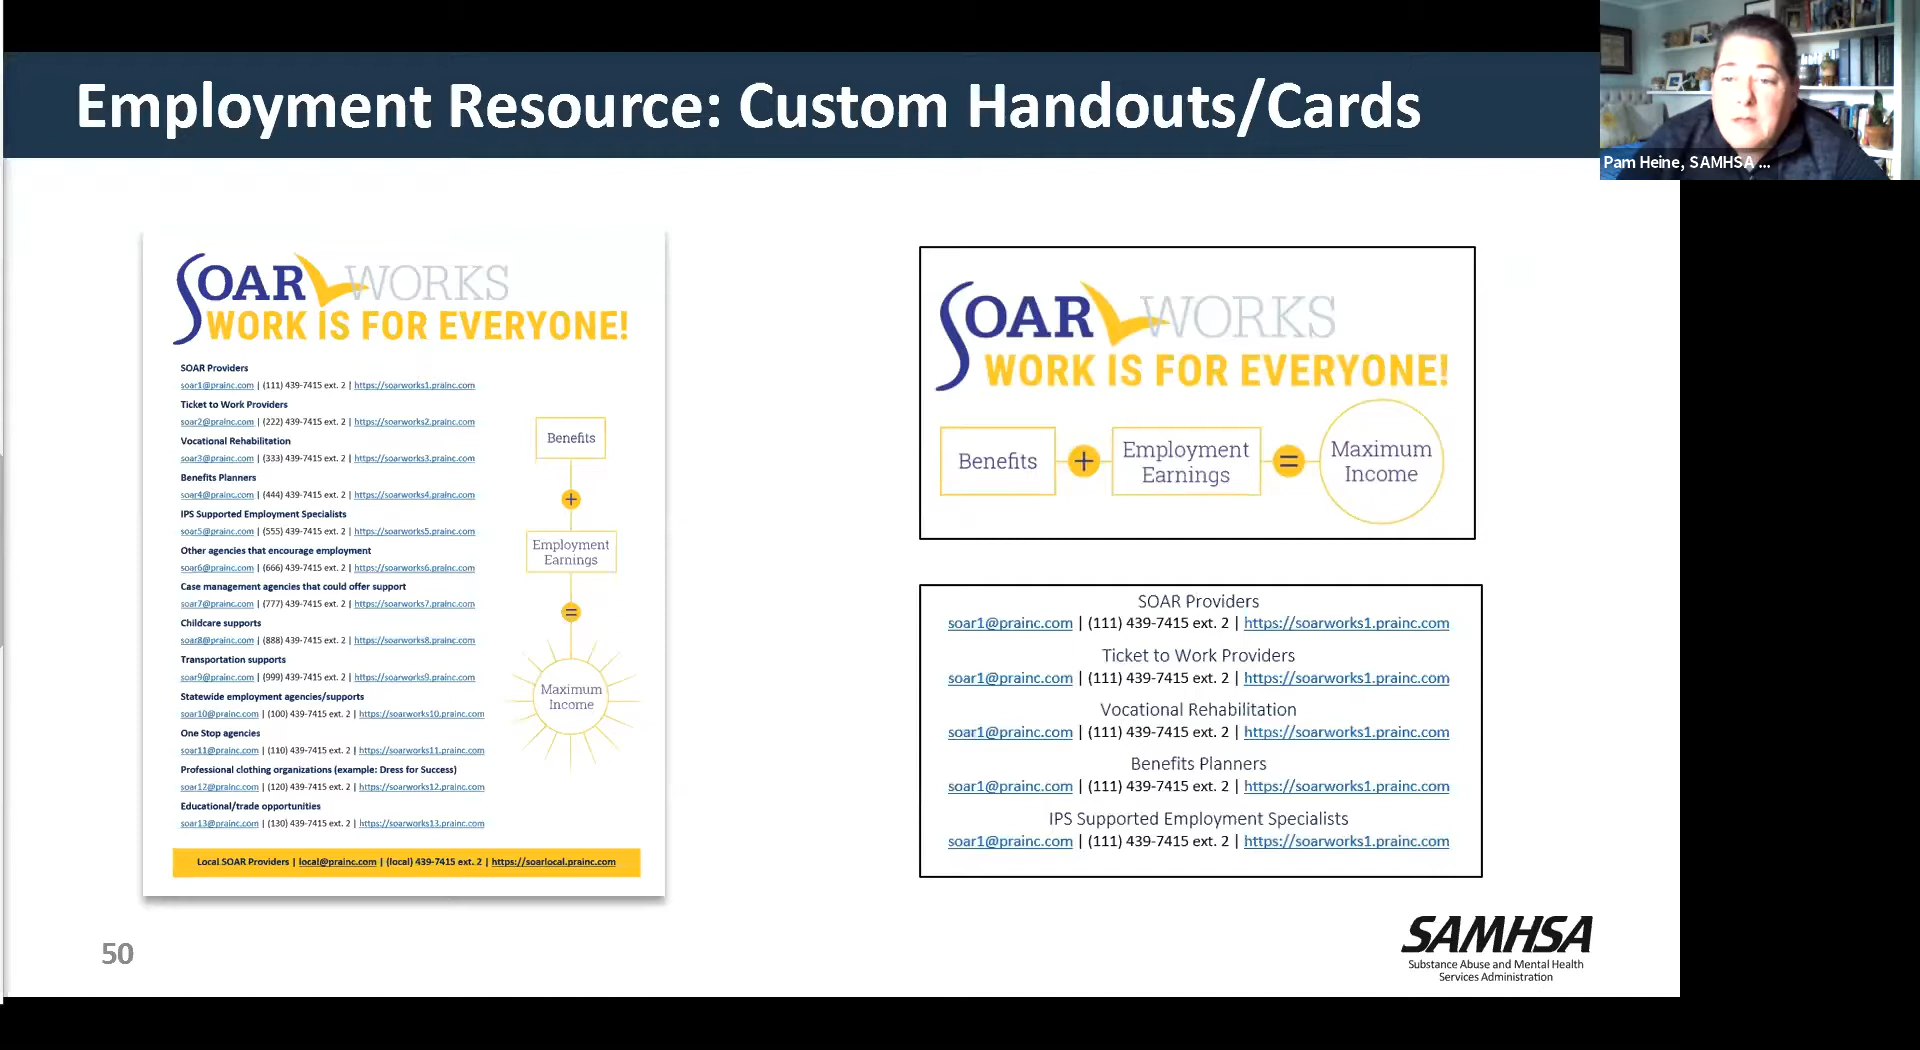 Employment Resource: Custom Handouts/Cards
Pam Heine, SAMHSA ...
SOAR WORKS
WORK IS FOR EVERYONE!
SOAR Providers
soar1@prainc.com | (111) 439-7415 ext. 2 | https://soarworks1.prainc.com
Ticket to Work Providers
soar2@prainc.com | (222) 439-7415 ext. 2 | https://soarworks2.prainc.com
Vocational Rehabilitation
soar3@prainc.com | (333) 439-7415 ext. 2 | https://soarworks3.prainc.com
Benefits Planners
soar4@prainc.com | (444) 439-7415 ext. 2 | https://soarworks4.prainc.com
IPS Supported Employment Specialists
soar5@prainc.com | (555) 439-7415 ext. 2 | https://soarworks5.prainc.com
Other agencies that encourage employment
soar6@prainc.com | (666) 439-7415 ext. 2 | https://soarworks6.prainc.com
Case management agencies that could offer support
soar7@prainc.com | (777) 439-7415 ext. 2 | https://soarworks7.prainc.com
Childcare supports
soar8@prainc.com | (888) 439-7415 ext. 2 | https://soarworks8.prainc.com
Transportation supports
soar9@prainc.com | (999) 439-7415 ext. 2 | https://soarworks9.prainc.com
Statewide employment agencies/supports
soar10@prainc.com | (100) 439-7415 ext. 2 | https://soarworks10.prainc.com
One Stop agencies
soar11@prainc.com | (110) 439-7415 ext. 2 | https://soarworks11.prainc.com
Professional clothing organizations (example: Dress for Success)
soar12@prainc.com | (120) 439-7415 ext. 2 | https://soarworks12.prainc.com
Educational/trade opportunities
soar13@prainc.com | (130) 439-7415 ext. 2 | https://soarworks13.prainc.com
Benefits
+
Employment
Earnings
=
Maximum
Income
Local SOAR Providers | local@prainc.com | (local) 439-7415 ext. 2 | https://soarlocal.prainc.com
SOAR WORKS
WORK IS FOR EVERYONE!
Benefits
+
Employment
Earnings
=
Maximum
Income
SOAR Providers
soar1@prainc.com | (111) 439-7415 ext. 2 | https://soarworks1.prainc.com
Ticket to Work Providers
soar1@prainc.com | (111) 439-7415 ext. 2 | https://soarworks1.prainc.com
Vocational Rehabilitation
soar1@prainc.com | (111) 439-7415 ext. 2 | https://soarworks1.prainc.com
Benefits Planners
soar1@prainc.com | (111) 439-7415 ext. 2 | https://soarworks1.prainc.com
IPS Supported Employment Specialists
soar1@prainc.com | (111) 439-7415 ext. 2 | https://soarworks1.prainc.com
50
SAMHSA
Substance Abuse and Mental Health
Services Administration